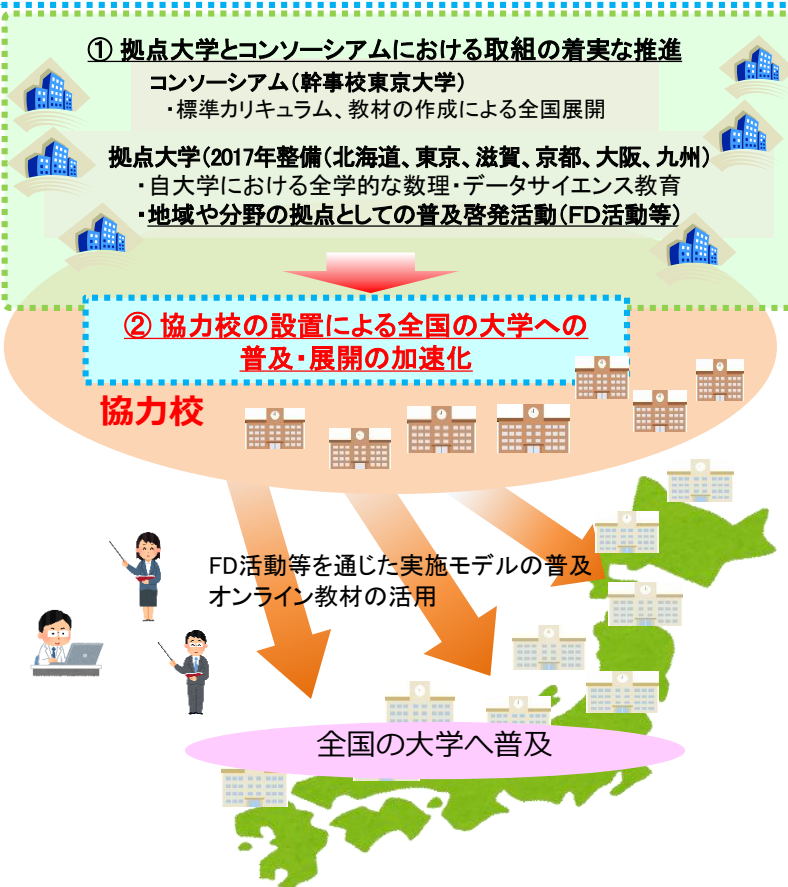 ① 拠点大学とコンソーシアムにおける取組の着実な推進
コンソーシアム(幹事校東京大学)
・標準カリキュラム、教材の作成による全国展開
拠点大学(2017年整備(北海道、東京、滋賀、京都、大阪、九州)
・自大学における全学的な数理・データサイエンス教育
・地域や分野の拠点としての普及啓発活動(FD活動等)
② 協力校の設置による全国の大学への
普及・展開の加速化
協力校
FD活動等を通じた実施モデルの普及
オンライン教材の活用
全国の大学へ普及